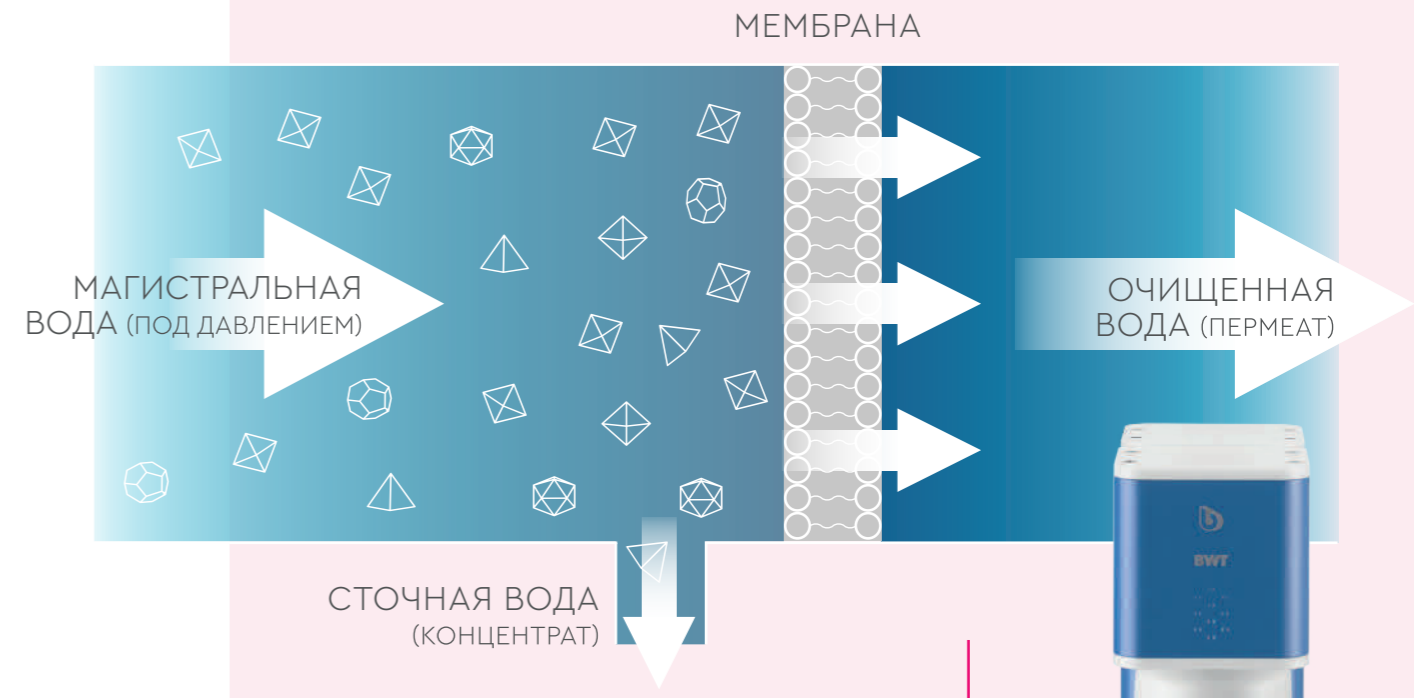 МЕМБРАНА
МАГИСТРАЛЬНАЯ
ВОДА (ПОД ДАВЛЕНИЕМ)
ОЧИЩЕННАЯ
ВОДА (ПЕРМЕАТ)
BWT
СТОЧНАЯ ВОДА
(КОНЦЕНТРАТ)